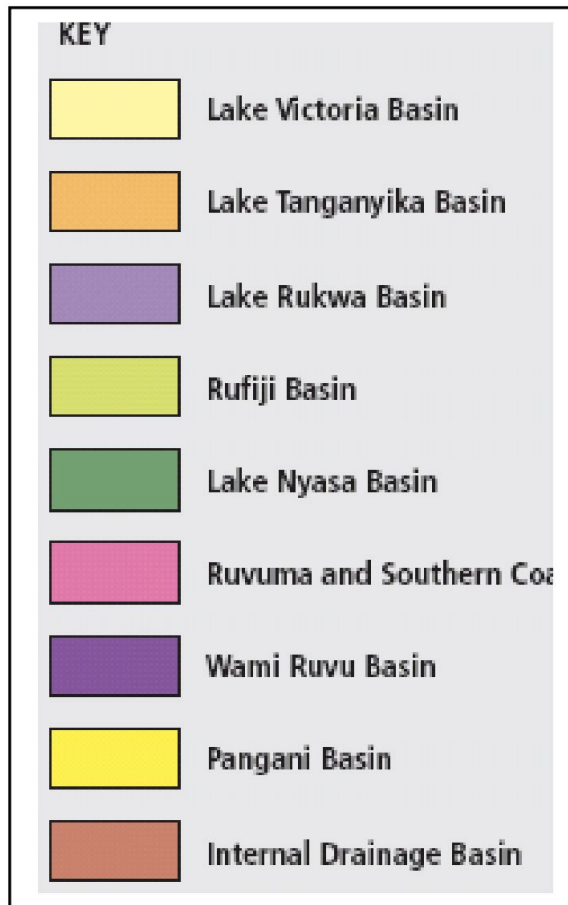 KEY
Lake Victoria Basin
Lake Tanganyika Basin
Lake Rukwa Basin
Rufiji Basin
Lake Nyasa Basin
Ruvuma and Southern Coa
Wami Ruvu Basin
Pangani Basin
Internal Drainage Basin